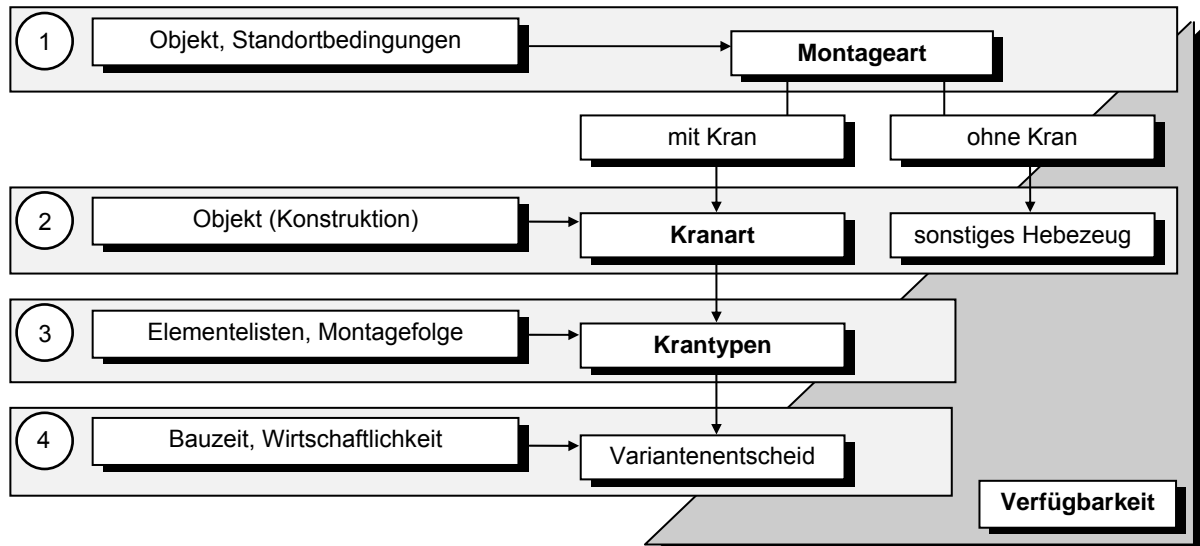 1
Objekt, Standortbedingungen
Montageart
mit Kran
ohne Kran
2
Objekt (Konstruktion)
Kranart
sonstiges Hebezeug
3
Elementelisten, Montagefolge
Krantypen
4
Bauzeit, Wirtschaftlichkeit
Variantenentscheid
Verfügbarkeit